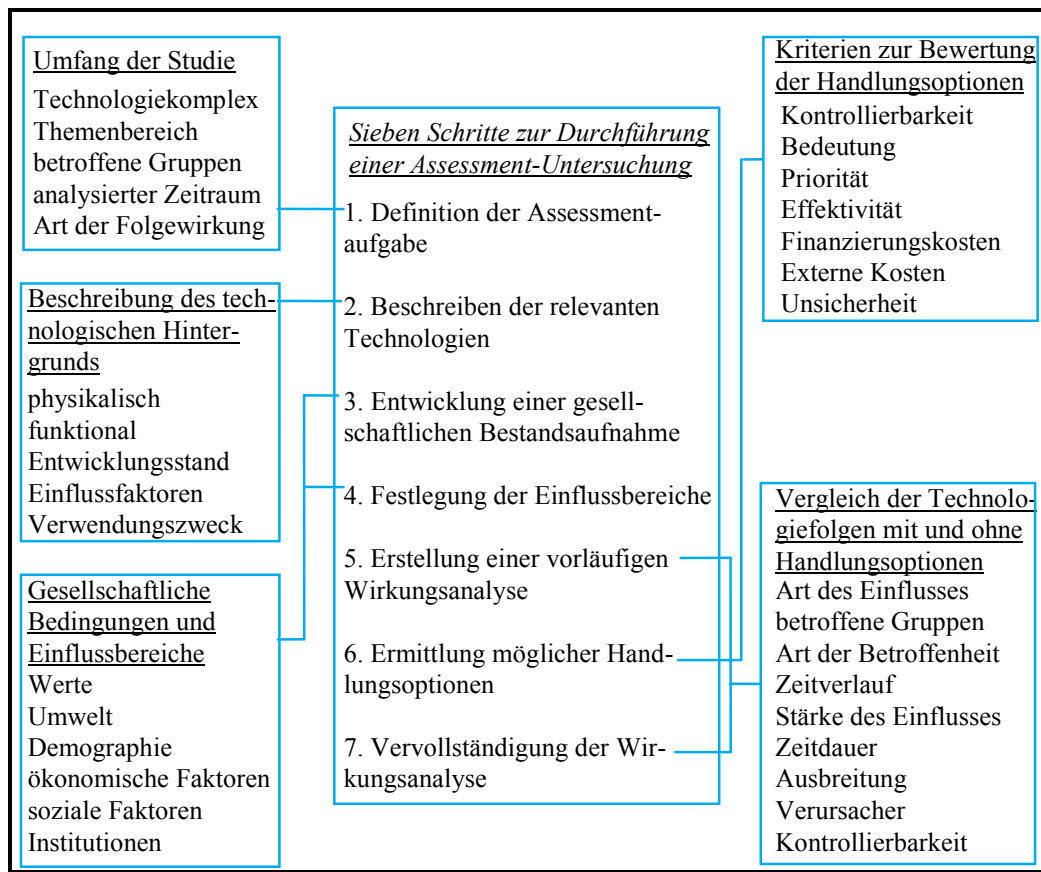 Umfang der Studie
Technologiekomplex
Themenbereich
betroffene Gruppen
analysierter Zeitraum
Art der Folgewirkung
Beschreibung des tech-
nologischen Hinter-
grunds
physikalisch
funktional
Entwicklungsstand
Einflussfaktoren
Verwendungszweck
Gesellschaftliche
Bedingungen und
Einflussbereiche
Werte
Umwelt
Demographie
ökonomische Faktoren
soziale Faktoren
Institutionen
Sieben Schritte zur Durchführung
einer Assessment-Untersuchung
1. Definition der Assessment-
aufgabe
2. Beschreiben der relevanten
Technologien
3. Entwicklung einer gesell-
schaftlichen Bestandsaufnahme
4. Festlegung der Einflussbereiche
5. Erstellung einer vorläufigen
Wirkungsanalyse
6. Ermittlung möglicher Hand-
lungsoptionen
7. Vervollständigung der Wir-
kungsanalyse
Kriterien zur Bewertung
der Handlungsoptionen
Kontrollierbarkeit
Bedeutung
Priorität
Effektivität
Finanzierungskosten
Externe Kosten
Unsicherheit
Vergleich der Technolo-
giefolgen mit und ohne
Handlungsoptionen
Art des Einflusses
betroffene Gruppen
Art der Betroffenheit
Zeitverlauf
Stärke des Einflusses
Zeitdauer
Ausbreitung
Verursacher
Kontrollierbarkeit